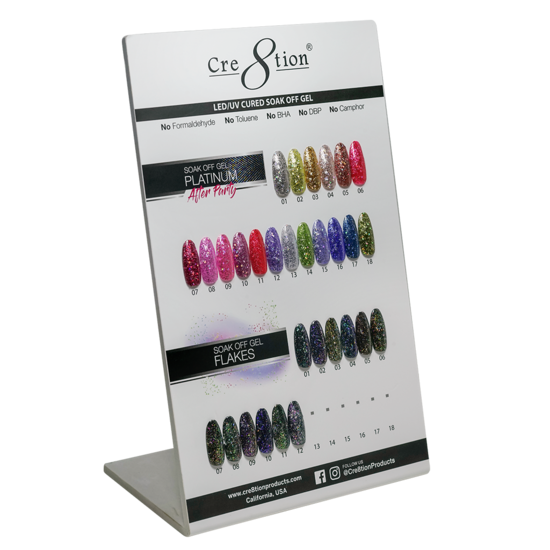 Cre8tion®
LED/UV CURED SOAK OFF GEL
No Formaldehyde No Toluene No BHA No DBP No Camphor
SOAK OFF GEL
PLATINUM
After Party
01 02 03 04 05 06
07 08 09 10 11 12 13 14 15 16 17 18
SOAK OFF GEL
FLAKES
01 02 03 04 05 06
07 08 09 10 11 12 13 14 15 16 17 18
www.cre8tionproducts.com
California, USA
FOLLOW US
@Cre8tionProducts